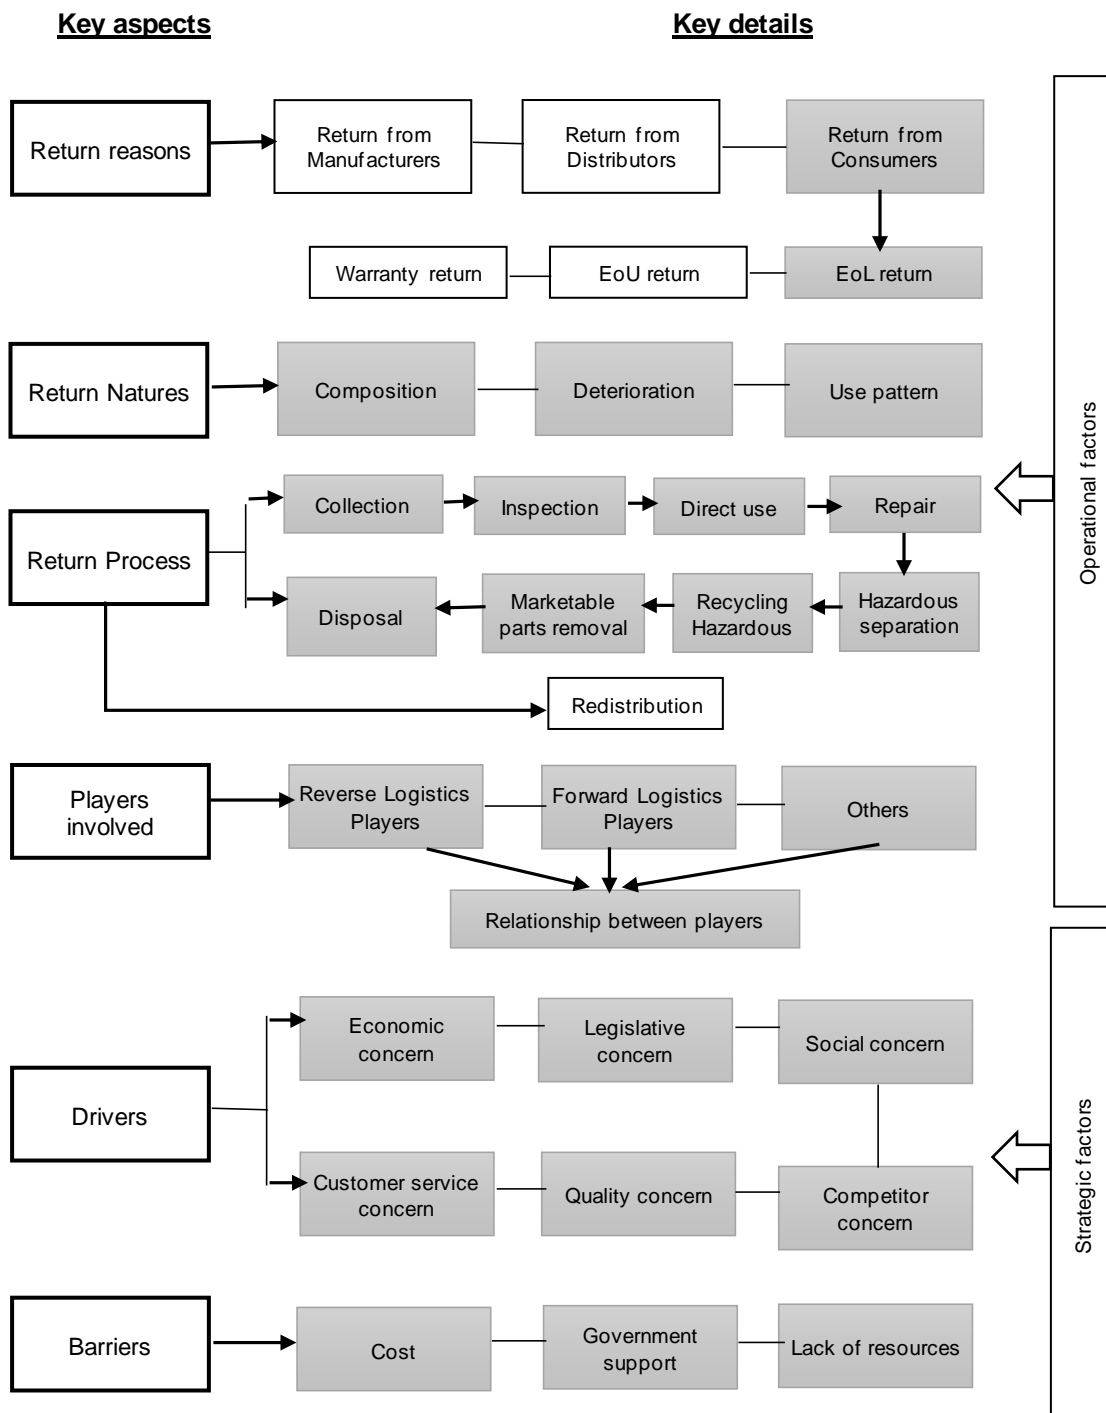 Key aspects
Key details
Return reasons
Return from
Manufacturers
Return from
Distributors
Return from
Consumers
Warranty return
EoU return
EoL return
Return Natures
Composition
Deterioration
Use pattern
Return Process
Collection
Inspection
Direct use
Repair
Disposal
Marketable
parts removal
Recycling
Hazardous
Hazardous
separation
Redistribution
Players
involved
Reverse Logistics
Players
Forward Logistics
Players
Others
Relationship between players
Operational factors
Drivers
Economic
concern
Legislative
concern
Social concern
Customer service
concern
Quality concern
Competitor
concern
Barriers
Cost
Government
support
Lack of resources
Strategic factors